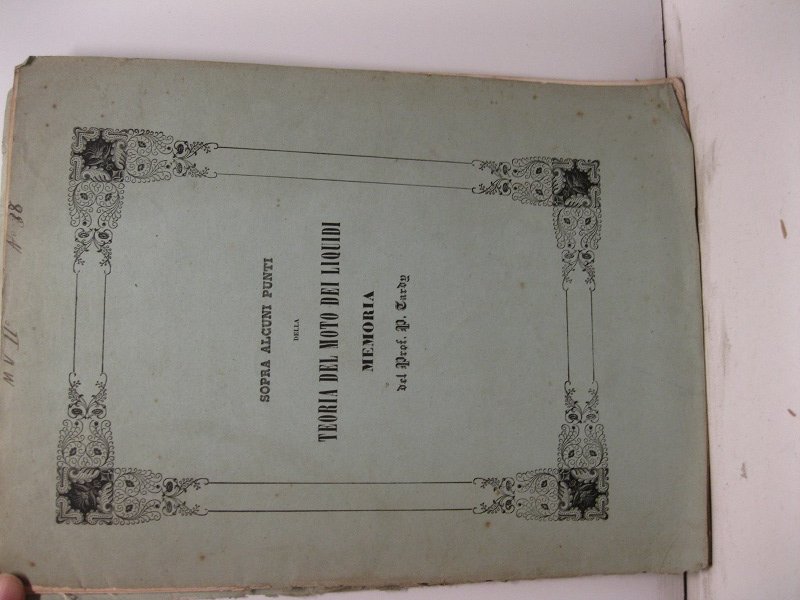 SOPRA ALCUNI PUNTI
DELLA
TEORIA DEL MOTO DEI LIQUIDI
MEMORIA
del Prof. P. Tardy